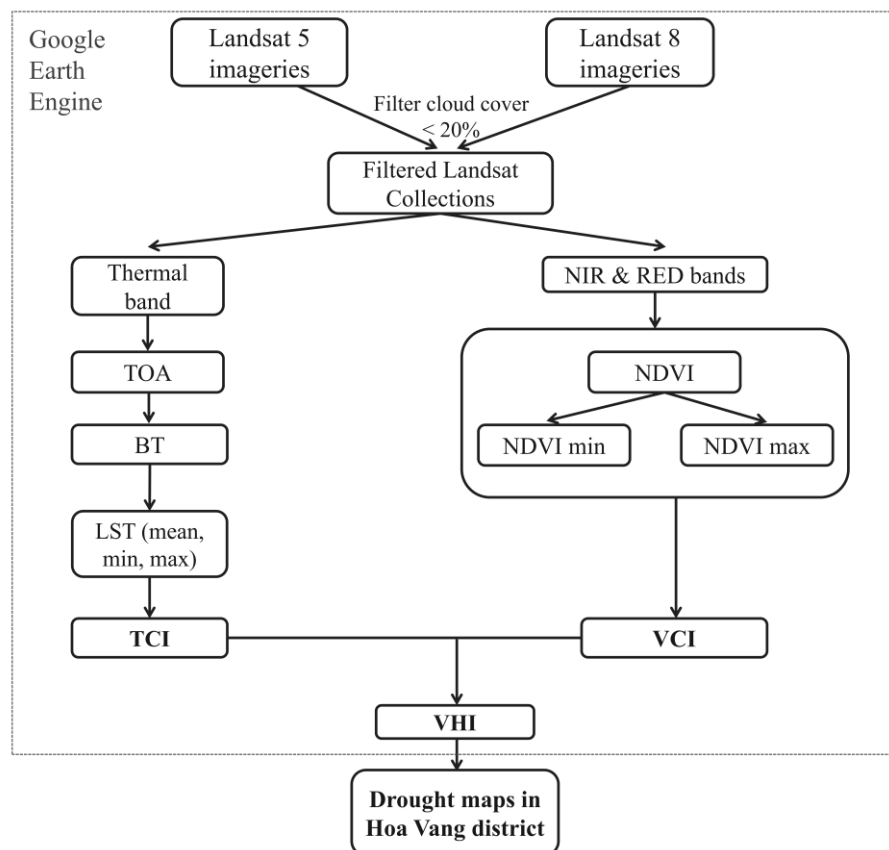 Google
Earth
Engine
Landsat 5
imageries
Landsat 8
imageries
Filter cloud cover
< 20%
Filtered Landsat
Collections
Thermal
band
NIR & RED bands
TOA
NDVI
BT
NDVI min
NDVI max
LST (mean,
min, max)
TCI
VCI
VHI
Drought maps in
Hoa Vang district